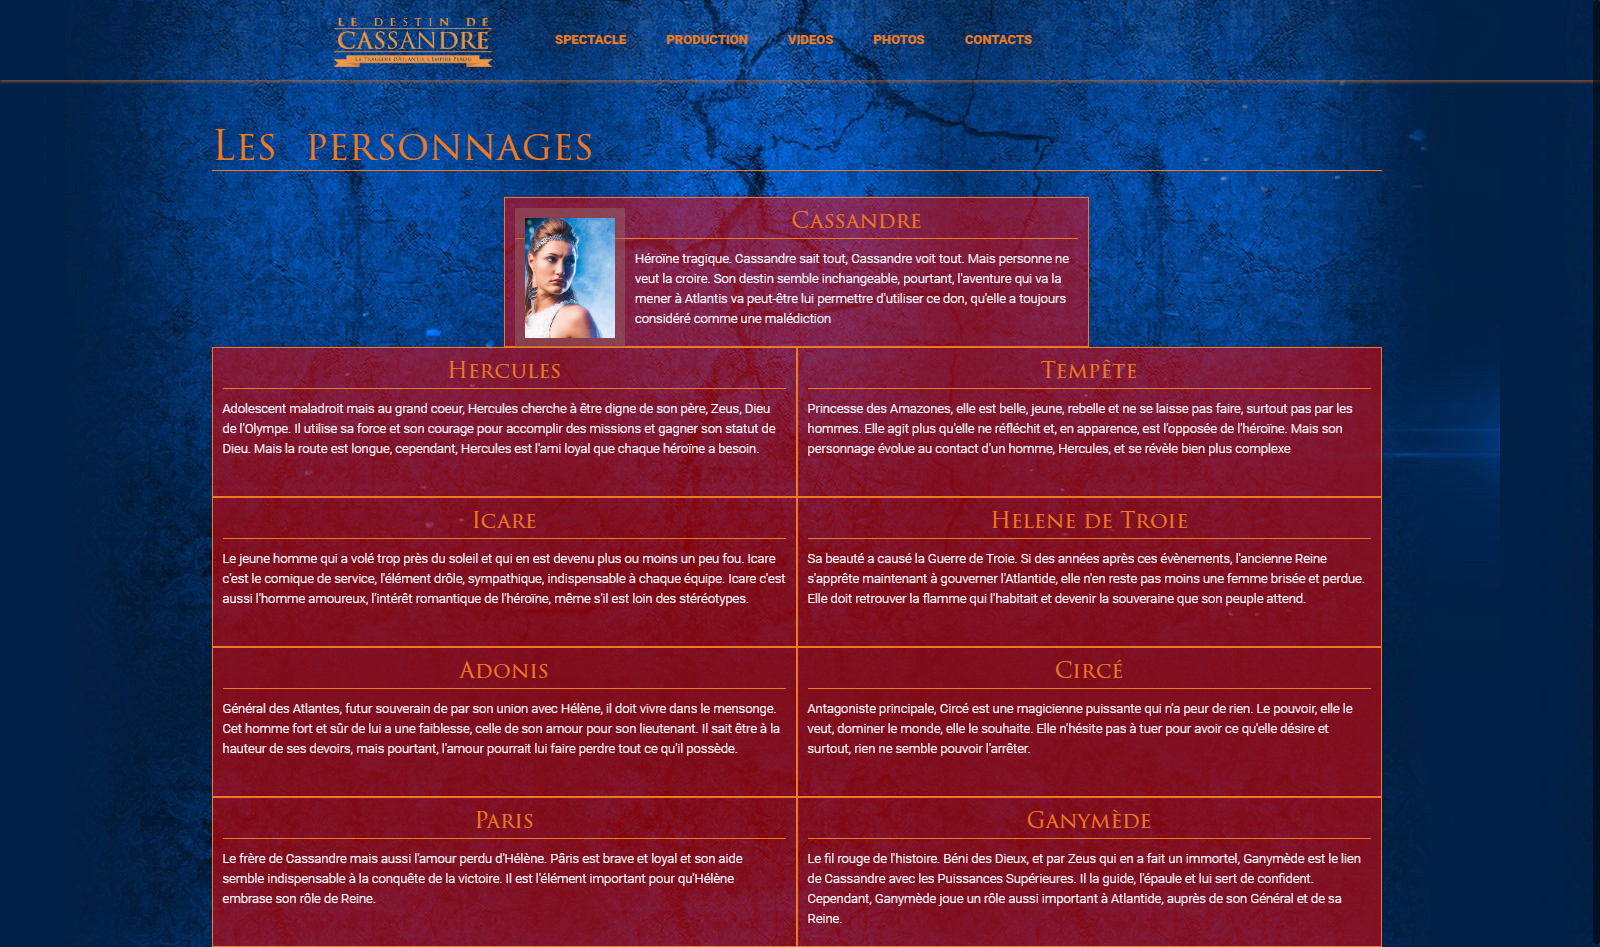 LE DESTIN DE
CASSANDRE
LA TRAGÉDIE D'ATLANTIS, L'EMPIRE PERDU
SPECTACLE PRODUCTION VIDEOS PHOTOS CONTACTS
Les personnages
Cassandre
Héroïne tragique. Cassandre sait tout, Cassandre voit tout. Mais personne ne
veut la croire. Son destin semble inchangeable, pourtant, l'aventure qui va la
mener à Atlantis va peut-être lui permettre d'utiliser ce don, qu'elle a toujours
considéré comme une malédiction
Hercules
Adolescent maladroit mais au grand coeur, Hercules cherche à être digne de son père, Zeus, Dieu
de l'Olympe. Il utilise sa force et son courage pour accomplir des missions et gagner son statut de
Dieu. Mais la route est longue, cependant, Hercules est l'ami loyal que chaque héroïne a besoin.
Tempête
Princesse des Amazones, elle est belle, jeune, rebelle et ne se laisse pas faire, surtout pas par les
hommes. Elle agit plus qu'elle ne réfléchit et, en apparence, est l'opposée de l'héroïne. Mais son
personnage évolue au contact d'un homme, Hercules, et se révèle bien plus complexe
Icare
Le jeune homme qui a volé trop près du soleil et qui en est devenu plus ou moins un peu fou. Icare
c'est le comique de service, l'élément drôle, sympathique, indispensable à chaque équipe. Icare c'est
aussi l'homme amoureux, l'intérêt romantique de l'héroïne, même s'il est loin des stéréotypes.
Helene de Troie
Sa beauté a causé la Guerre de Troie. Si des années après ces évènements, l'ancienne Reine
s'apprête maintenant à gouverner l'Atlantide, elle n'en reste pas moins une femme brisée et perdue.
Elle doit retrouver la flamme qui l'habitait et devenir la souveraine que son peuple attend.
Adonis
Général des Atlantes, futur souverain de par son union avec Hélène, il doit vivre dans le mensonge.
Cet homme fort et sûr de lui a une faiblesse, celle de son amour pour son lieutenant. Il sait être à la
hauteur de ses devoirs, mais pourtant, l'amour pourrait lui faire perdre tout ce qu'il possède.
Circé
Antagoniste principale, Circé est une magicienne puissante qui n'a peur de rien. Le pouvoir, elle le
veut, dominer le monde, elle le souhaite. Elle n'hésite pas à tuer pour avoir ce qu'elle désire et
surtout, rien ne semble pouvoir l'arrêter.
Paris
Le frère de Cassandre mais aussi l'amour perdu d'Hélène. Pâris est brave et loyal et son aide
semble indispensable à la conquête de la victoire. Il est l'élément important pour qu'Hélène
embrase son rôle de Reine.
Ganymède
Le fil rouge de l'histoire. Béni des Dieux, et par Zeus qui en a fait un immortel, Ganymède est le lien
de Cassandre avec les Puissances Supérieures. Il la guide, l'épaule et lui sert de confident.
Cependant, Ganymède joue un rôle aussi important à Atlantide, auprès de son Général et de sa
Reine.